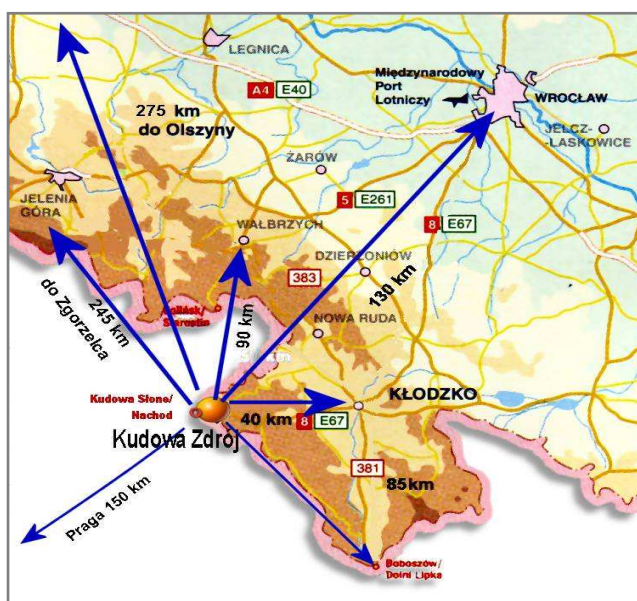 LEGNICA
A4 E40
Międzynarodowy
Port
Lotniczy
WROCŁAW
275 km
do Olszyny
JELCZ-
-LASKOWICE
ŻARÓW
JELENIA
GÓRA
5 E261
WAŁBRZYCH
8 E67
DZIERŻONIÓW
383
130 km
245 km
do Zgorzelca
90 km
NOWA RUDA
Kudowa Słone/
Nachod
KŁODZKO
40 km
8 E67
Kudowa Zdrój
381
85km
Praga 150 km
Boboszów/
Dolni Lipka